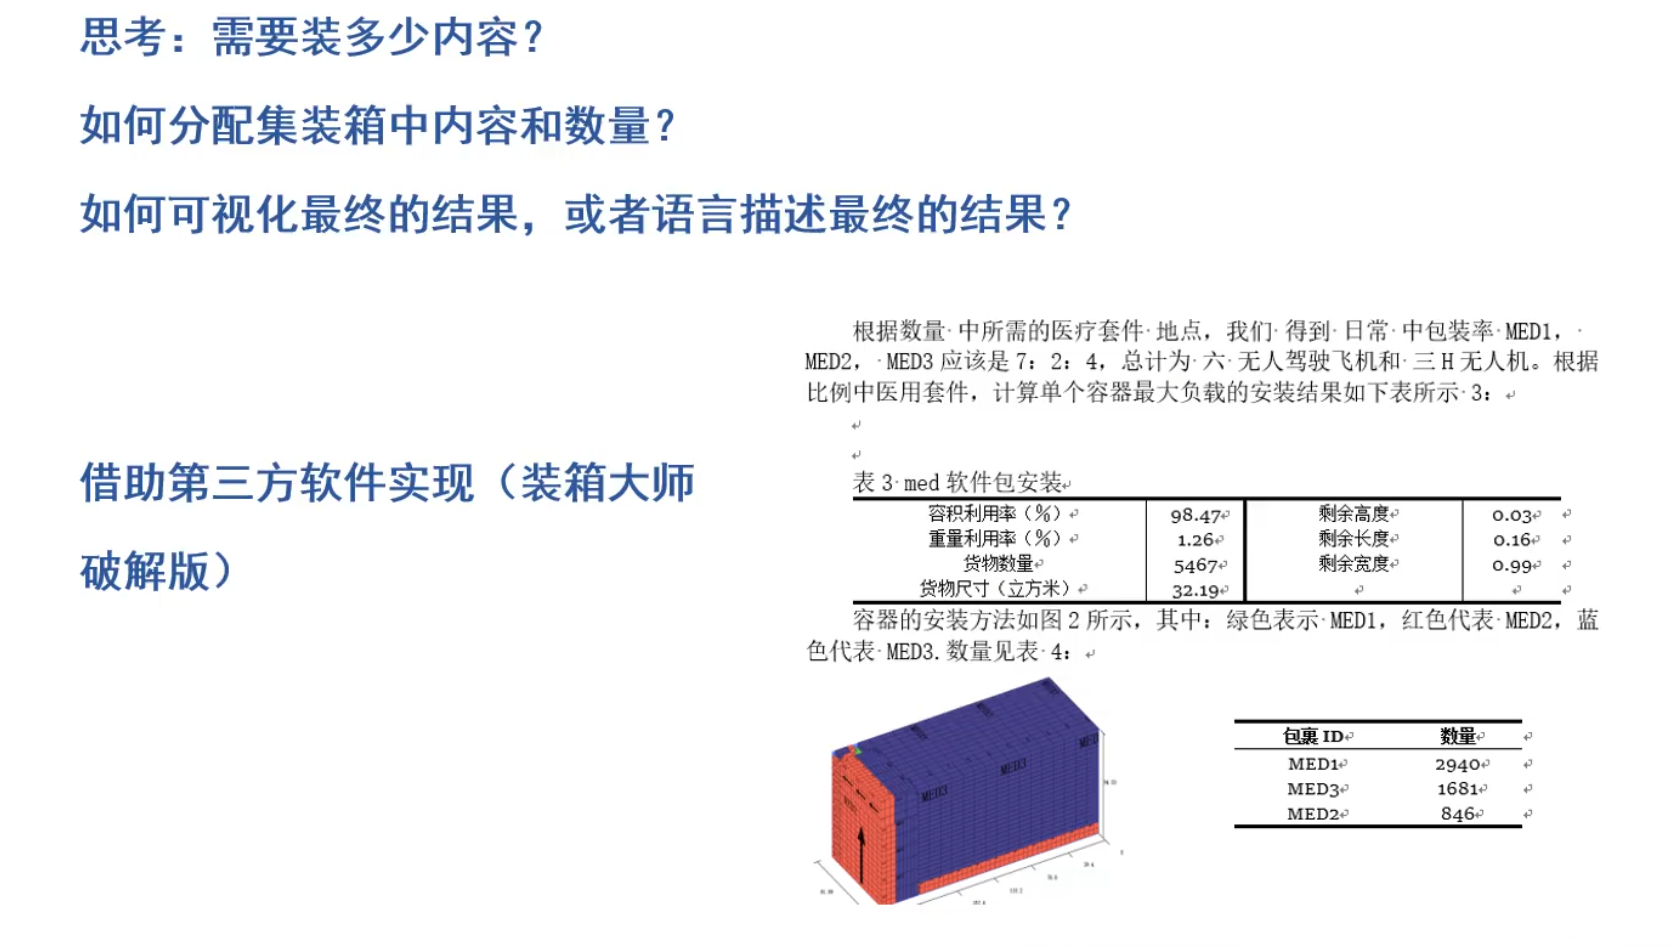 思考：需要装多少内容？
如何分配集装箱中内容和数量？
如何可视化最终的结果，或者语言描述最终的结果？
借助第三方软件实现（装箱大师
破解版）
根据数量 中所需的医疗套件 地点，我们 得到 日常 中包装率 MED1，
MED2， MED3 应该是 7：2：4，总计为 六 无人驾驶飞机和 三 H 无人机。根据
比例中医用套件，计算单个容器最大负载的安装结果如下表所示 3：
表 3 med 软件包安装
容积利用率（%） 98.47 剩余高度 0.03
重量利用率（%） 1.26 剩余长度 0.16
货物数量 5467 剩余宽度 0.99
货物尺寸（立方米） 32.19
容器的安装方法如图 2 所示，其中：绿色表示 MED1，红色代表 MED2，蓝
色代表 MED3. 数量见表 4：
MED3
MED3
包裹 ID 数量
MED1 2940
MED3 1681
MED2 846